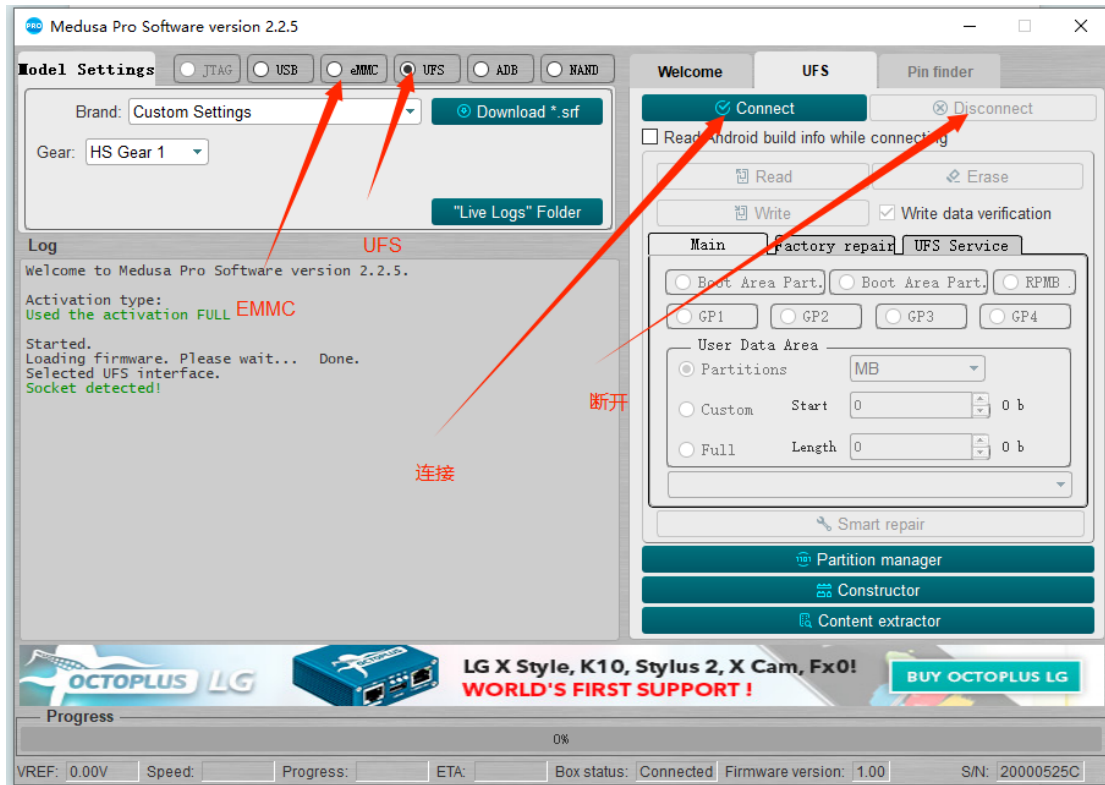 Medusa Pro Software version 2.2.5
Model Settings
JTAG
USB
eMMC
UFS
ADB
NAND
Brand:
Custom Settings
Download *.srf
Gear:
HS Gear 1
"Live Logs" Folder
Log
UFS
Welcome to Medusa Pro Software version 2.2.5.
Activation type:
Used the activation FULL
EMMC
Started.
Loading firmware. Please wait... Done.
Selected UFS interface.
Socket detected!
断开
连接
Welcome
UFS
Pin finder
Connect
Disconnect
Read Android build info while connecting
Read
Erase
Write
Write data verification
Main
Factory repair
UFS Service
Boot Area Part.
Boot Area Part.
RPMB .
GP1
GP2
GP3
GP4
User Data Area
Partitions
MB
Custom
Start
0
0 b
Full
Length
0
0 b
Smart repair
Partition manager
Constructor
Content extractor
OCTOPLUS LG
OCTOPLUS
LG X Style, K10, Stylus 2, X Cam, Fx0!
WORLD'S FIRST SUPPORT !
BUY OCTOPLUS LG
Progress
0%
VREF: 0.00V
Speed:
Progress:
ETA:
Box status: Connected
Firmware version: 1.00
S/N: 20000525C